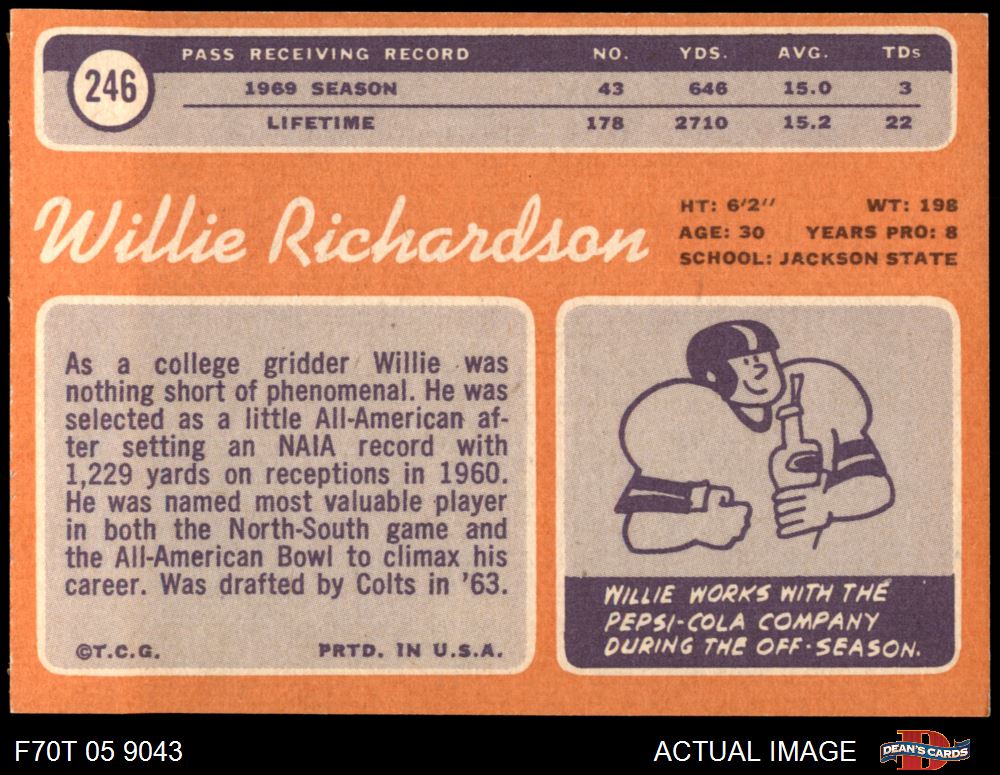 246
PASS RECEIVING RECORD NO. YDS. AVG. TDs
1969 SEASON 43 646 15.0 3
LIFETIME 178 2710 15.2 22
Willie Richardson
HT: 6'2" WT: 198
AGE: 30 YEARS PRO: 8
SCHOOL: JACKSON STATE
As a college gridder Willie was
nothing short of phenomenal. He was
selected as a little All-American af-
ter setting an NAIA record with
1,229 yards on receptions in 1960.
He was named most valuable player
in both the North-South game and
the All-American Bowl to climax his
career. Was drafted by Colts in '63.
©T.C.G. PRTD. IN U.S.A.
WILLIE WORKS WITH THE
PEPSI-COLA COMPANY
DURING THE OFF-SEASON.
F70T 05 9043 ACTUAL IMAGE D DEAN'S CARDS